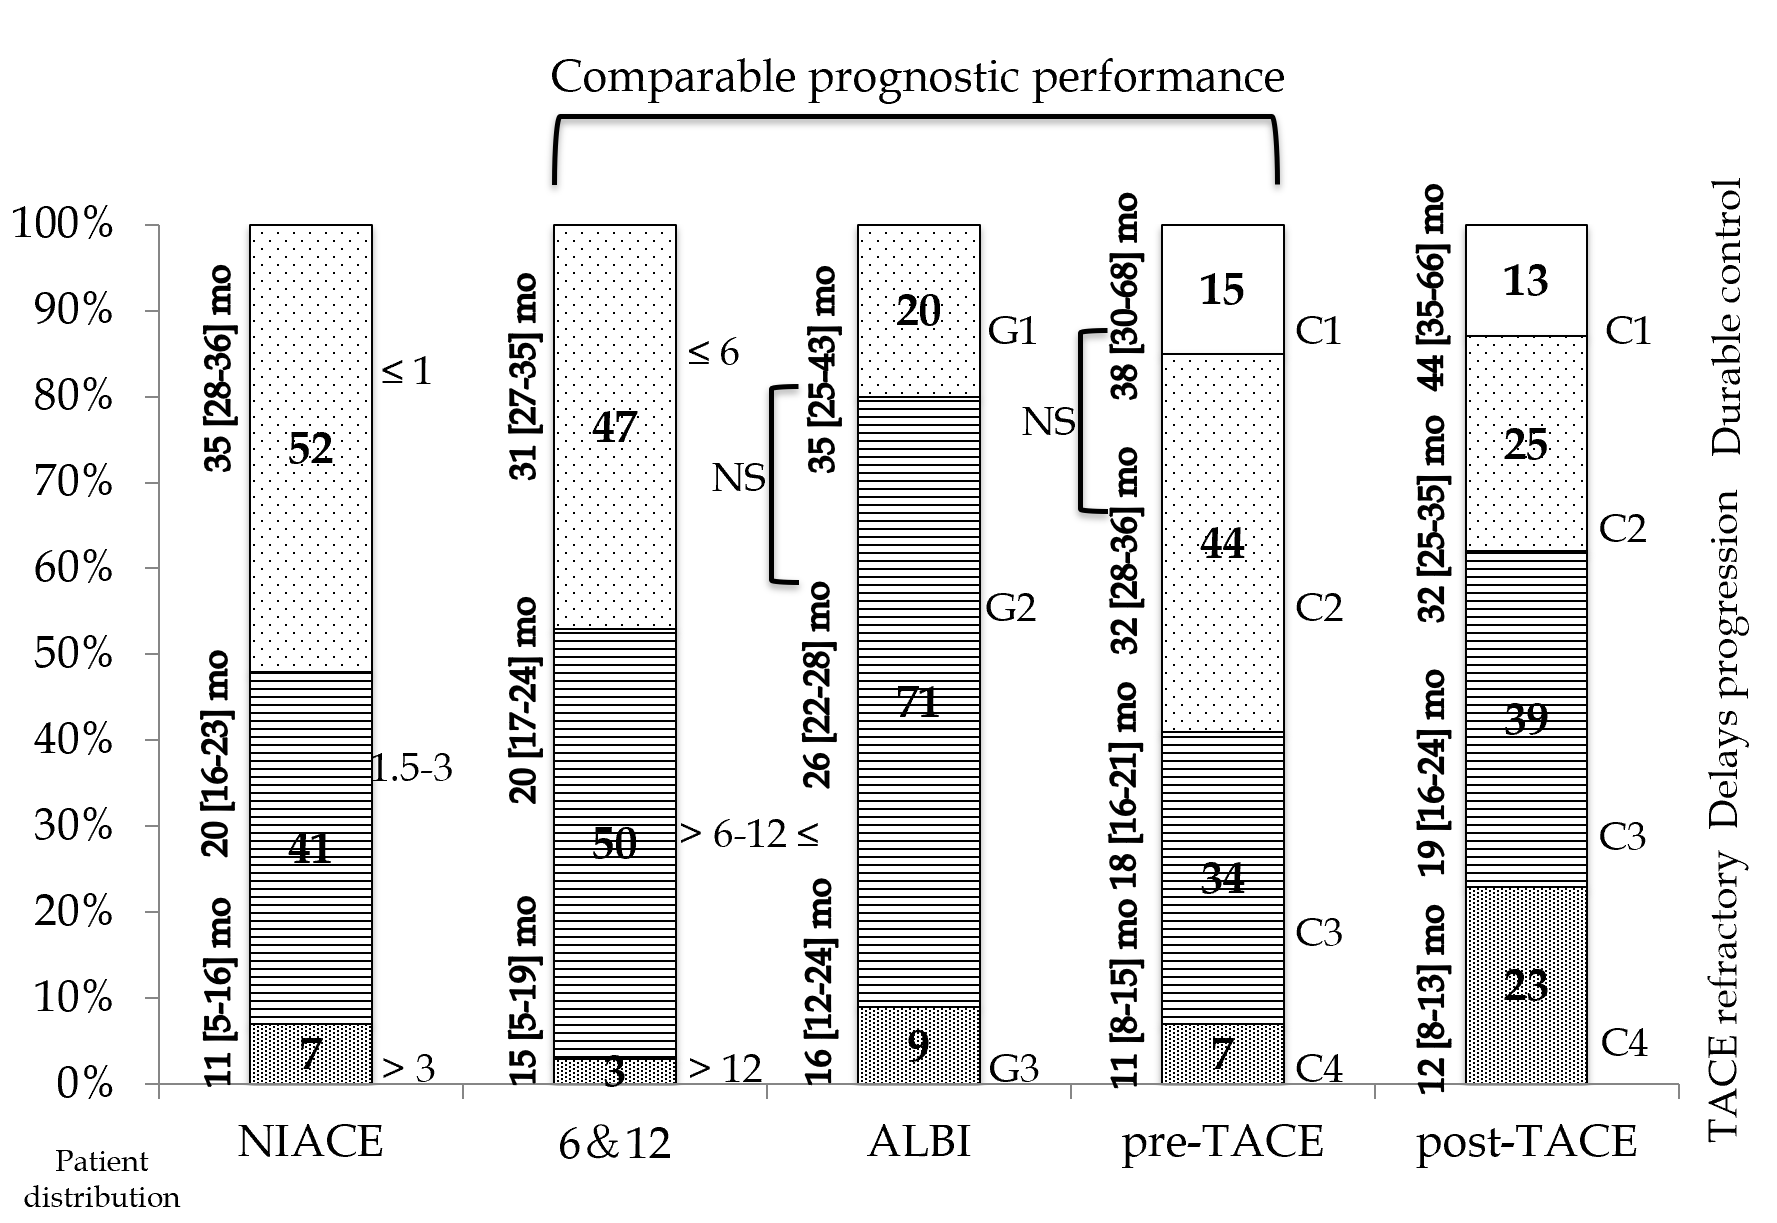 Comparable prognostic performance
100%
90%
80%
70%
60%
50%
40%
30%
20%
10%
0%
35 [28-36] mo
20 [16-23] mo
11 [5-16] mo
52
41
7
≤ 1
1.5-3
> 3
31 [27-35] mo
20 [17-24] mo
15 [5-19] mo
47
50
3
≤ 6
> 6-12 ≤
> 12
NS
35 [25-43] mo
26 [22-28] mo
16 [12-24] mo
20
71
9
G1
G2
G3
NS
38 [30-68] mo
32 [28-36] mo
18 [16-21] mo
11 [8-15] mo
15
44
34
7
C1
C2
C3
C4
44 [35-66] mo
32 [25-35] mo
19 [16-24] mo
12 [8-13] mo
13
25
39
23
C1
C2
C3
C4
TACE refractory Delays progression Durable control
NIACE
6&12
ALBI
pre-TACE
post-TACE
Patient
distribution